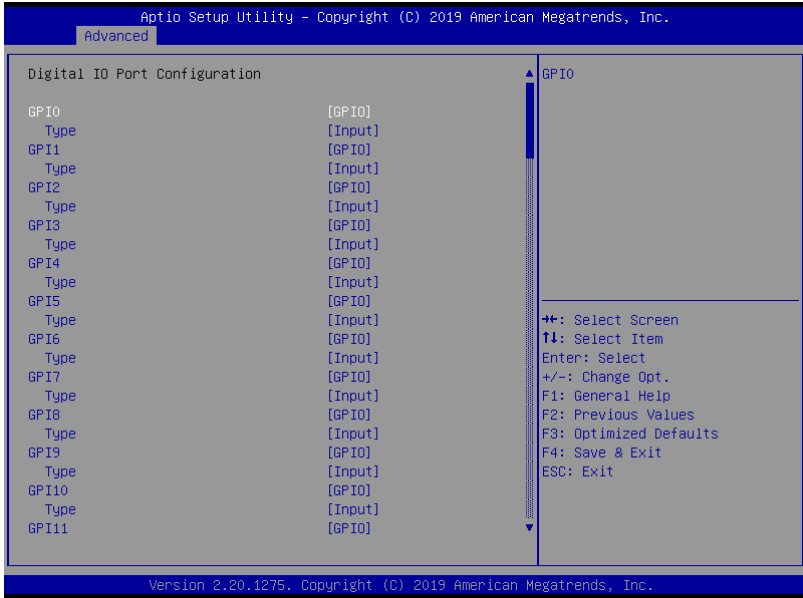 Aptio Setup Utility – Copyright (C) 2019 American Megatrends, Inc.
Advanced
Digital IO Port Configuration
GPI0 [GPIO]
Type [Input]
GPI1 [GPIO]
Type [Input]
GPI2 [GPIO]
Type [Input]
GPI3 [GPIO]
Type [Input]
GPI4 [GPIO]
Type [Input]
GPI5 [GPIO]
Type [Input]
GPI6 [GPIO]
Type [Input]
GPI7 [GPIO]
Type [Input]
GPI8 [GPIO]
Type [Input]
GPI9 [GPIO]
Type [Input]
GPI10 [GPIO]
Type [Input]
GPI11 [GPIO]
GPI0
→←: Select Screen
↑↓: Select Item
Enter: Select
+/-: Change Opt.
F1: General Help
F2: Previous Values
F3: Optimized Defaults
F4: Save & Exit
ESC: Exit
Version 2.20.1275. Copyright (C) 2019 American Megatrends, Inc.